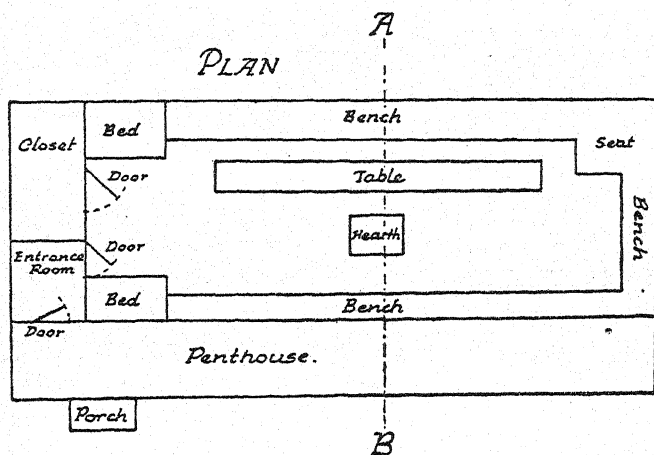 A
PLAN
Closet
Bed
Bench
Seat
Door
Table
Bench
Hearth
Door
Entrance
Room
Bed
Bench
Door
Penthouse.
Porch
B